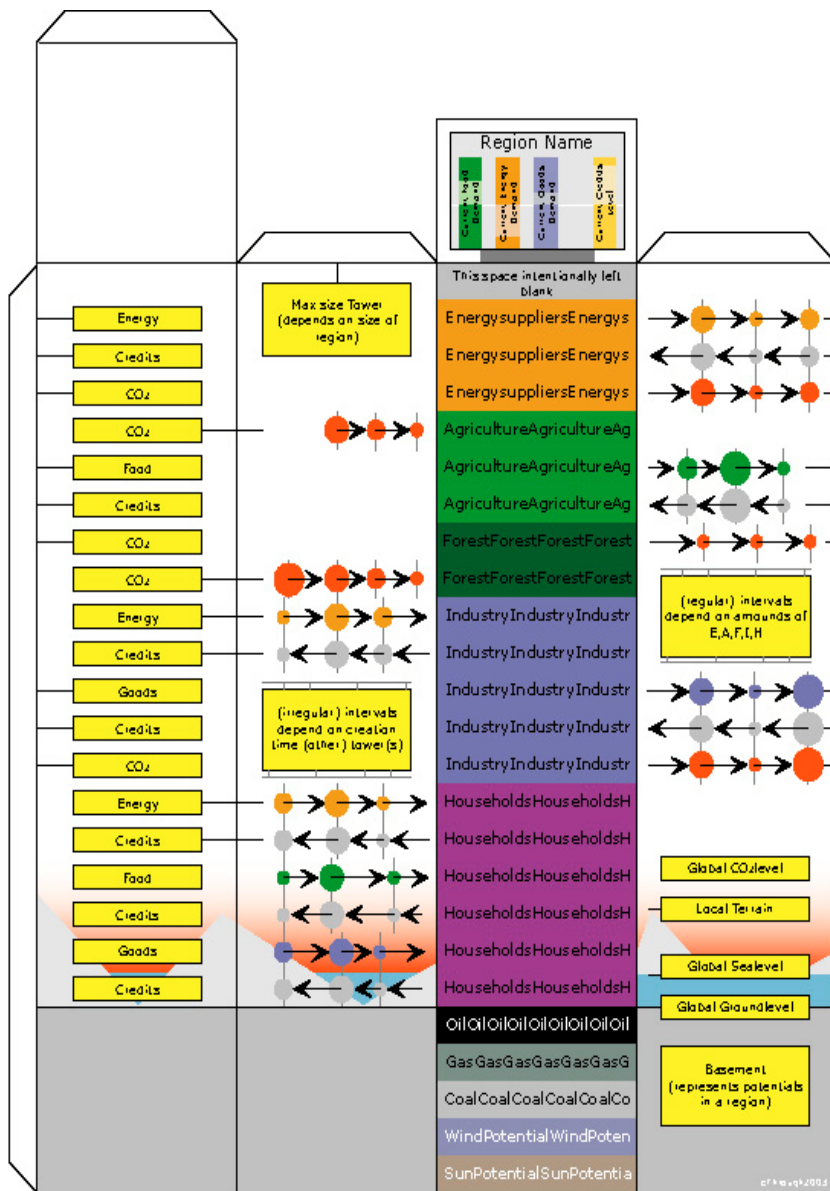 Region Name
Current Food Demand
Current Energy Demand
Current Goods Demand
Current Credits Level
This space intentionally left
blank
Max size Tower
(depends on size of
region)
Energy
EnergysuppliersEnergys
Credits
EnergysuppliersEnergys
CO2
EnergysuppliersEnergys
CO2
AgricultureAgricultureAg
Food
AgricultureAgricultureAg
Credits
AgricultureAgricultureAg
CO2
ForestForestForestForest
CO2
ForestForestForestForest
(regular) intervals
depend on amounts of
E,A,F,I,H
Energy
IndustryIndustryIndustr
Credits
IndustryIndustryIndustr
Goods
IndustryIndustryIndustr
(irregular) intervals
depend on creation
time (other) tower(s)
Credits
IndustryIndustryIndustr
CO2
IndustryIndustryIndustr
Energy
HouseholdsHouseholdsH
Credits
HouseholdsHouseholdsH
Food
HouseholdsHouseholdsH
Global CO2level
Credits
HouseholdsHouseholdsH
Local Terrain
Goods
HouseholdsHouseholdsH
Global Sealevel
Credits
HouseholdsHouseholdsH
Global Groundlevel
OilOilOilOilOilOilOilOilOil
GasGasGasGasGasGasG
Basement
(represents potentials
in a region)
CoalCoalCoalCoalCoalCo
WindPotentialWindPoten
SunPotentialSunPotentia